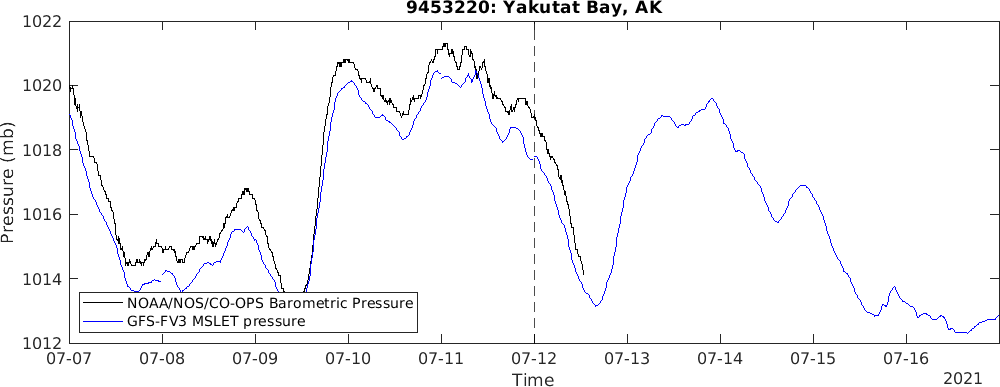 9453220: Yakutat Bay, AK
Pressure (mb)
1022
1020
1018
1016
1014
1012
NOAA/NOS/CO-OPS Barometric Pressure
GFS-FV3 MSLET pressure
07-07 07-08 07-09 07-10 07-11 07-12 07-13 07-14 07-15 07-16
Time
2021